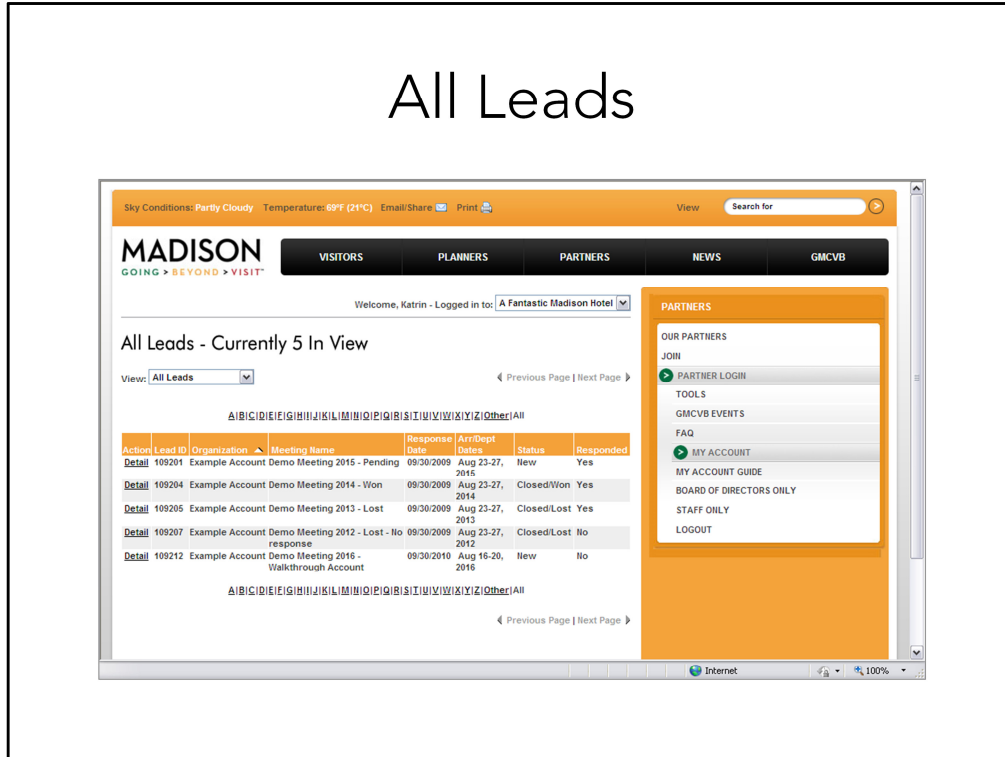 All Leads
Sky Conditions: Partly Cloudy Temperature: 69°F (21°C) Email/Share Print View Search for
MADISON
GOING > BEYOND > VISIT
VISITORS PLANNERS PARTNERS NEWS GMCVB
Welcome, Katrin - Logged in to: A Fantastic Madison Hotel
All Leads - Currently 5 In View
View: All Leads
Previous Page | Next Page
A|B|C|D|E|F|G|H|I|J|K|L|M|N|O|P|Q|R|S|T|U|V|W|X|Y|Z|Other|All
Action Lead ID Organization Meeting Name Response Date Arr/Dept Dates Status Responded
Detail 109201 Example Account Demo Meeting 2015 - Pending 09/30/2009 Aug 23-27, 2015 New Yes
Detail 109204 Example Account Demo Meeting 2014 - Won 09/30/2009 Aug 23-27, 2014 Closed/Won Yes
Detail 109205 Example Account Demo Meeting 2013 - Lost 09/30/2009 Aug 23-27, 2013 Closed/Lost Yes
Detail 109207 Example Account Demo Meeting 2012 - Lost - No response 09/30/2009 Aug 23-27, 2012 Closed/Lost No
Detail 109212 Example Account Demo Meeting 2016 - Walkthrough Account 09/30/2010 Aug 16-20, 2016 New No
A|B|C|D|E|F|G|H|I|J|K|L|M|N|O|P|Q|R|S|T|U|V|W|X|Y|Z|Other|All
Previous Page | Next Page
PARTNERS
OUR PARTNERS
JOIN
PARTNER LOGIN
TOOLS
GMCVB EVENTS
FAQ
MY ACCOUNT
MY ACCOUNT GUIDE
BOARD OF DIRECTORS ONLY
STAFF ONLY
LOGOUT
Internet 100%